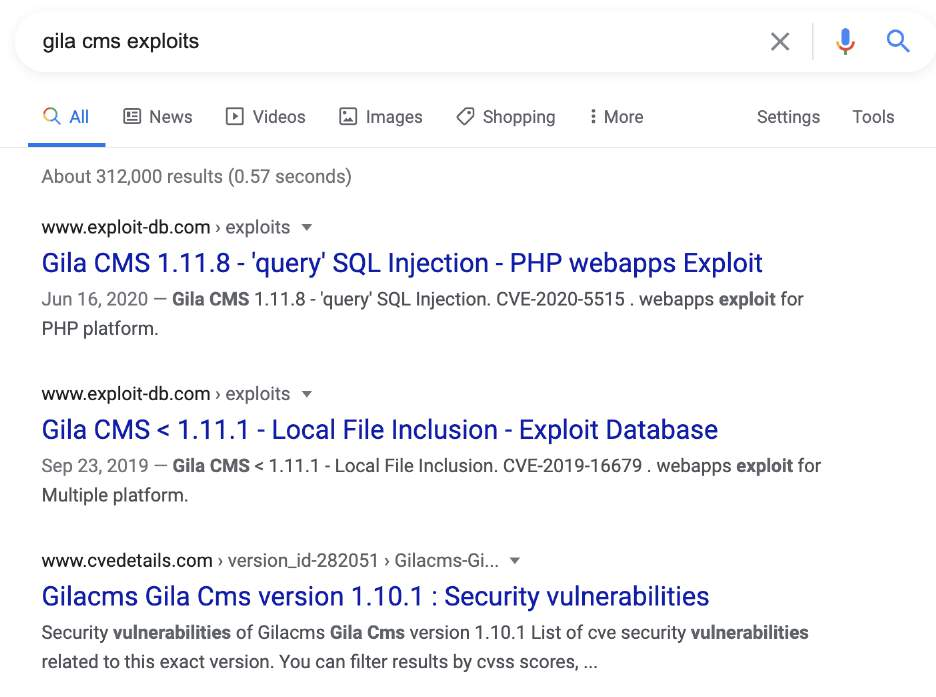 gila cms exploits
All News Videos Images Shopping More Settings Tools
About 312,000 results (0.57 seconds)
www.exploit-db.com › exploits
Gila CMS 1.11.8 - 'query' SQL Injection - PHP webapps Exploit
Jun 16, 2020 — Gila CMS 1.11.8 - 'query' SQL Injection. CVE-2020-5515 . webapps exploit for
PHP platform.
www.exploit-db.com › exploits
Gila CMS < 1.11.1 - Local File Inclusion - Exploit Database
Sep 23, 2019 — Gila CMS < 1.11.1 - Local File Inclusion. CVE-2019-16679 . webapps exploit for
Multiple platform.
www.cvedetails.com › version_id-282051 › Gilacms-Gi...
Gilacms Gila Cms version 1.10.1 : Security vulnerabilities
Security vulnerabilities of Gilacms Gila Cms version 1.10.1 List of cve security vulnerabilities
related to this exact version. You can filter results by cvss scores, ...